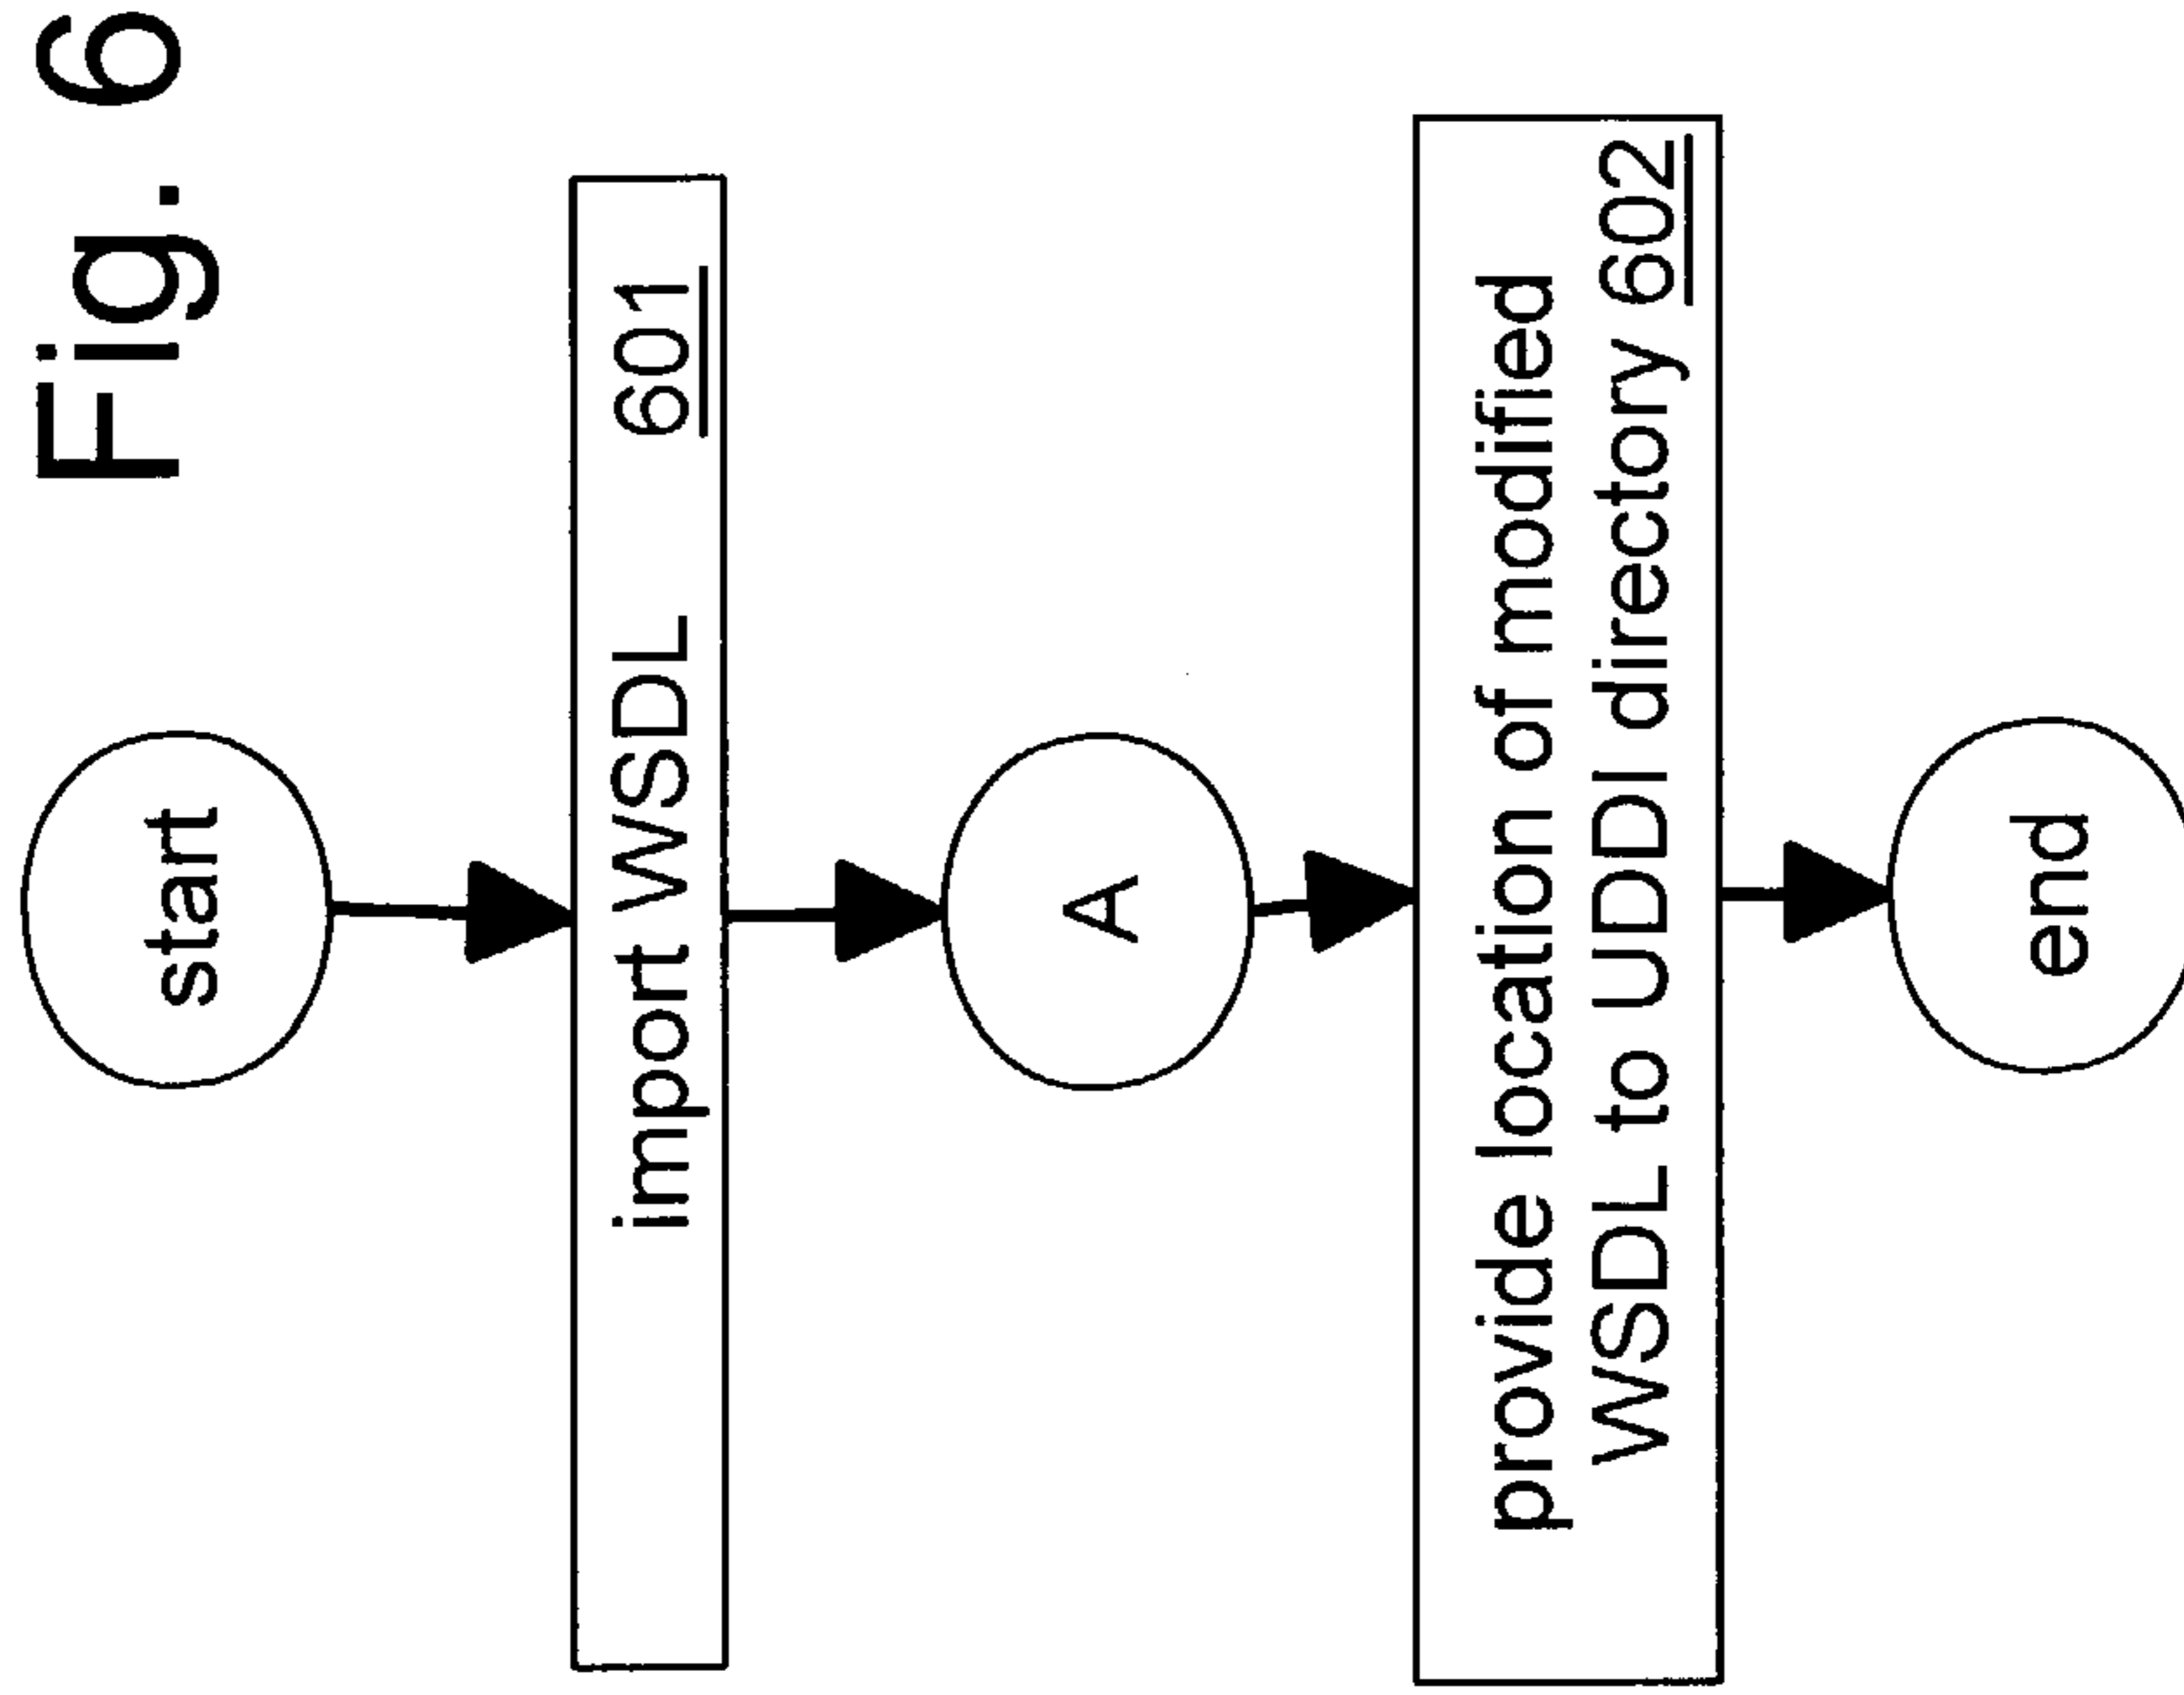 Fig. 6
start
import WSDL 601
A
provide location of modified
WSDL to UDDI directory 602
end